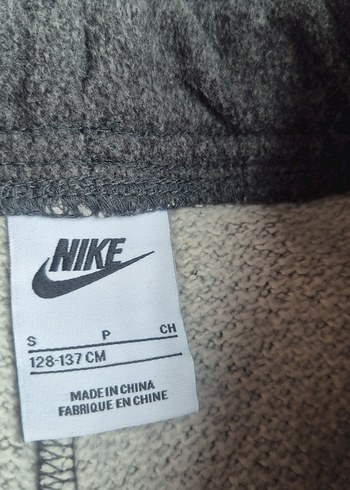 NIKE
S P CH
128-137 CM
MADE IN CHINA
FABRIQUE EN CHINE